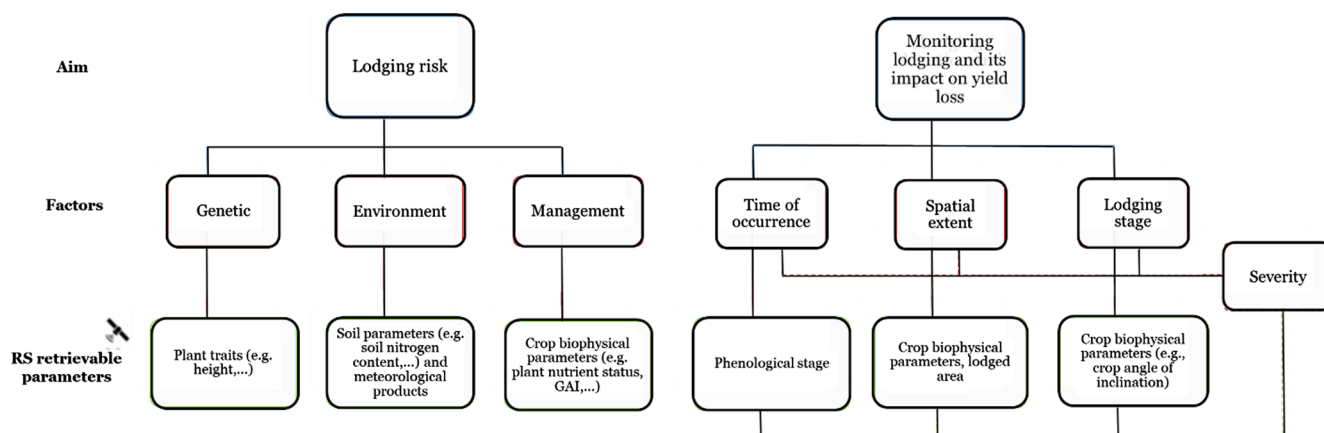 Aim
Lodging risk
Monitoring
lodging and its
impact on yield
loss
Factors
Genetic
Environment
Management
Time of
occurrence
Spatial
extent
Lodging
stage
Severity
RS retrievable
parameters
Plant traits (e.g.
height,...)
Soil parameters (e.g.
soil nitrogen
content,...) and
meteorological
products
Crop biophysical
parameters (e.g.
plant nutrient status,
GAI,...)
Phenological stage
Crop biophysical
parameters, lodged
area
Crop biophysical
parameters (e.g.,
crop angle of
inclination)